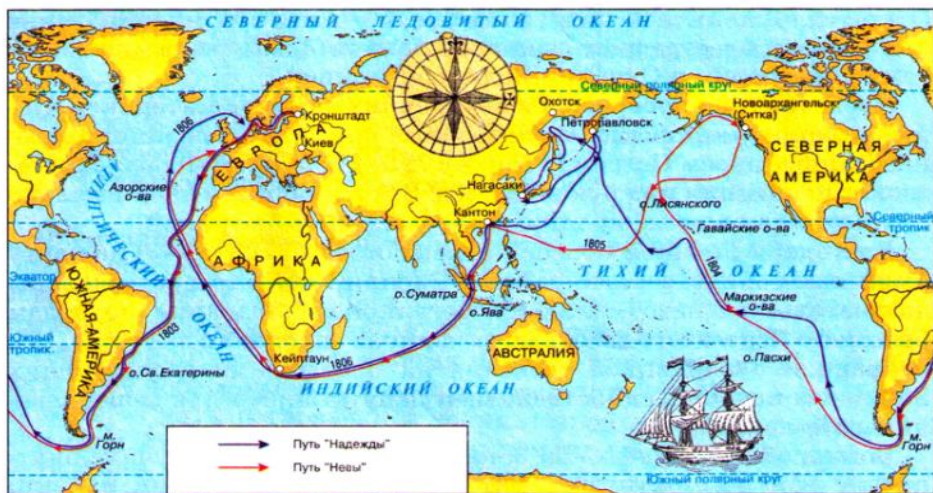 СЕВЕРНЫЙ ЛЕДОВИТЫЙ ОКЕАН
Северный полярный круг
Охотск
Новоархангельск
(Ситка)
1806
Кронштадт
Петропавловск
Киев
ЕВРОПА
СЕВЕРНАЯ
АМЕРИКА
Азорские
о-ва
Нагасаки
о.Лисянского
АТЛАНТИЧЕСКИЙ
ОКЕАН
Кантон
Гавайские о-ва
Северный
тропик
1805
АФРИКА
Экватор
ТИХИЙ ОКЕАН
1804
ЮЖНАЯ АМЕРИКА
о.Суматра
о.Ява
Маркизские
о-ва
1803
Южный
тропик
Кейптаун
1806
АВСТРАЛИЯ
о.Пасхи
о.Св.Екатерины
ИНДИЙСКИЙ ОКЕАН
м.
Горн
Путь "Надежды"
Путь "Невы"
м.
Горн
Южный полярный круг